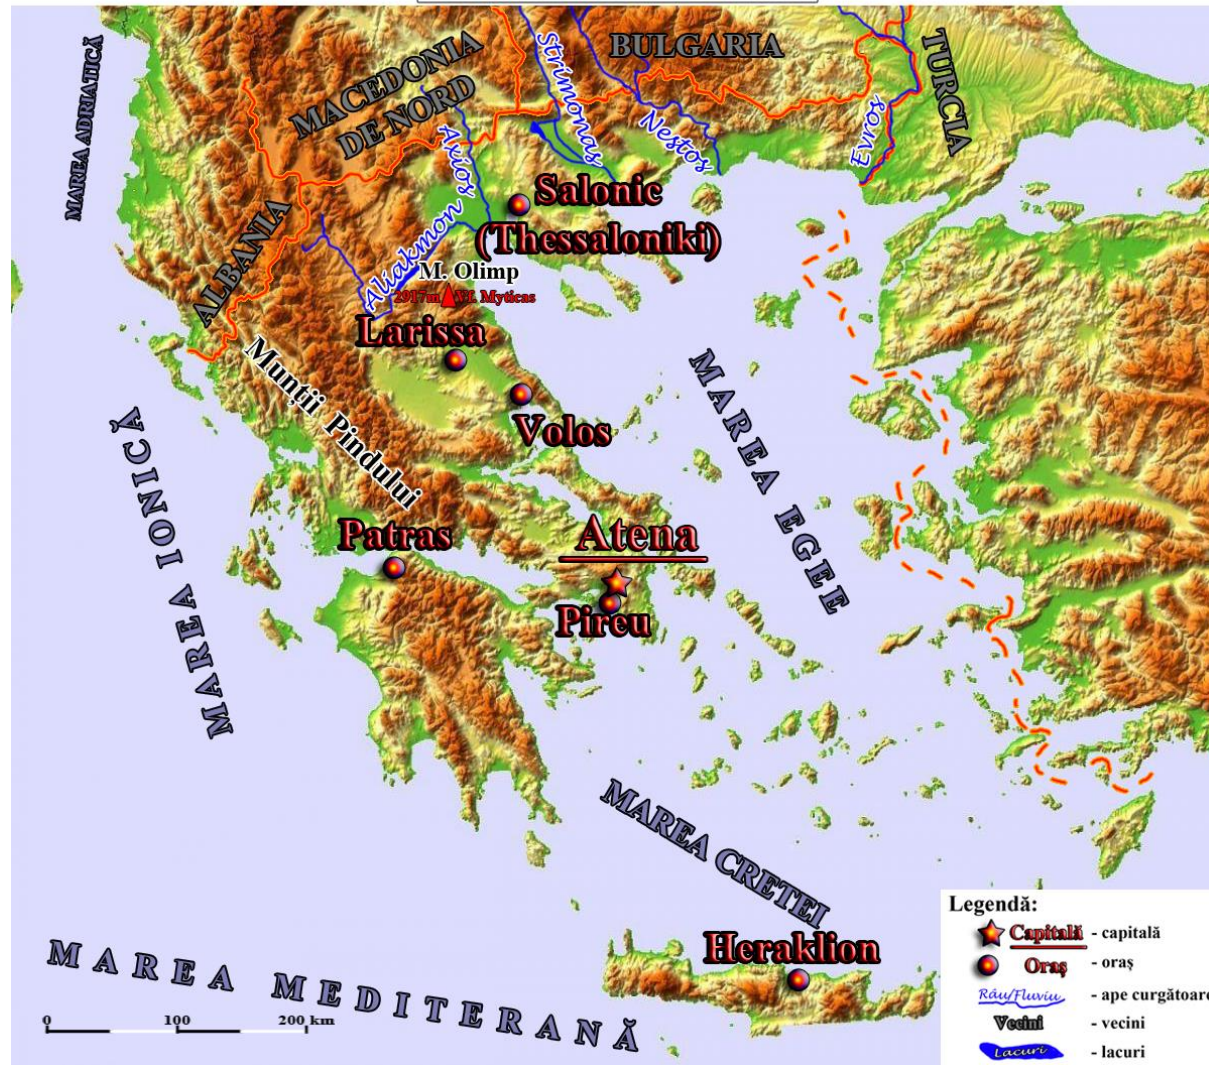 MAREA ADRIATICĂ
MACEDONIA
DE NORD
BULGARIA
TURCIA
ALBANIA
Strimonas
Nestos
Evros
Axios
Aliakmon
Salonic
(Thessaloniki)
M. Olimp
2917m Vf. Myticas
Larissa
Volos
Munții Pindului
Patras
Atena
Pireu
MAREA IONICĂ
MAREA EGEE
MAREA CRETEI
Heraklion
MAREA MEDITERANĂ
0 100 200 km
Legendă:
Capitală - capitală
Oraș - oraș
Râu/Fluviu - ape curgătoare
Vecini - vecini
Lacuri - lacuri